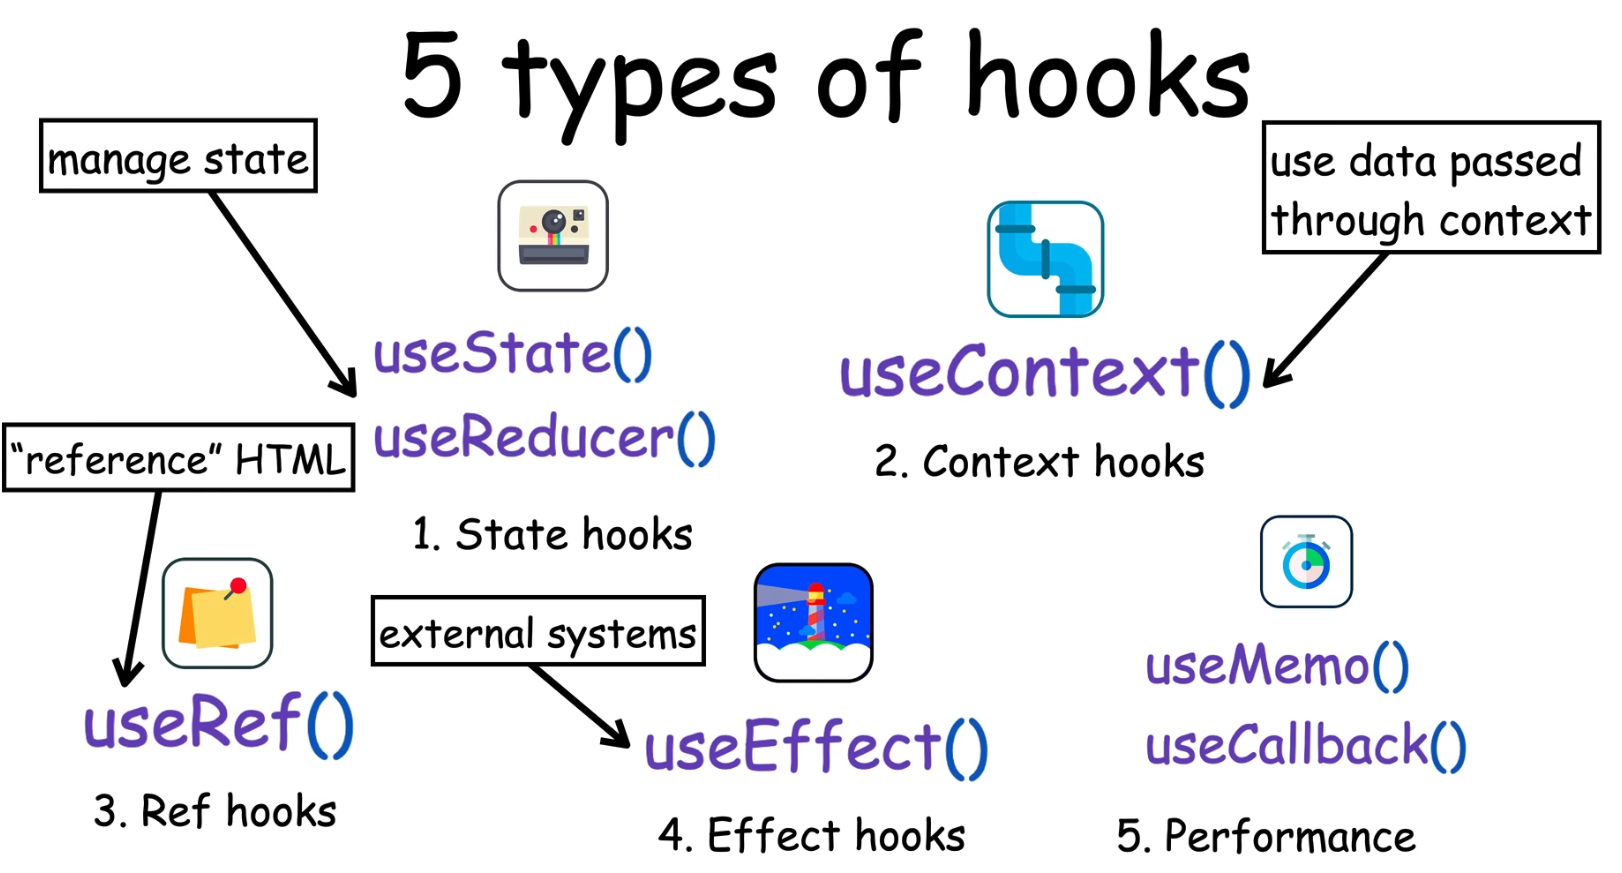 5 types of hooks
manage state
use data passed
through context
useState()
useReducer()
1. State hooks
useContext()
2. Context hooks
“reference” HTML
useRef()
3. Ref hooks
external systems
useEffect()
4. Effect hooks
useMemo()
useCallback()
5. Performance